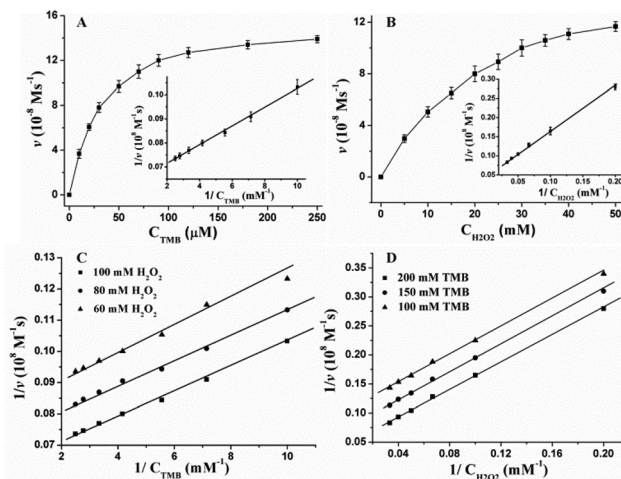 A
16
12
8
4
0
v (10⁻⁸ Ms⁻¹)
0 50 100 150 200 250
C_TMB (μM)
0.10
0.09
0.08
0.07
1/v (10⁸ M⁻¹s)
4 6 8 10
1/ C_TMB (mM⁻¹)
B
12
8
4
0
v (10⁻⁸ Ms⁻¹)
0 10 20 30 40 50
C_H2O2 (mM)
0.30
0.25
0.20
0.15
0.10
1/v (10⁸ M⁻¹s)
0.05 0.10 0.15 0.20
1/ C_H2O2 (mM⁻¹)
C
100 mM H₂O₂
80 mM H₂O₂
60 mM H₂O₂
0.13
0.12
0.11
0.10
0.09
0.08
0.07
1/v (10⁸ M⁻¹s)
2 4 6 8 10
1/ C_TMB (mM⁻¹)
D
200 mM TMB
150 mM TMB
100 mM TMB
0.35
0.30
0.25
0.20
0.15
0.10
0.05
1/v (10⁸ M⁻¹s)
0.04 0.08 0.12 0.16 0.20
1/ C_H2O2 (mM⁻¹)